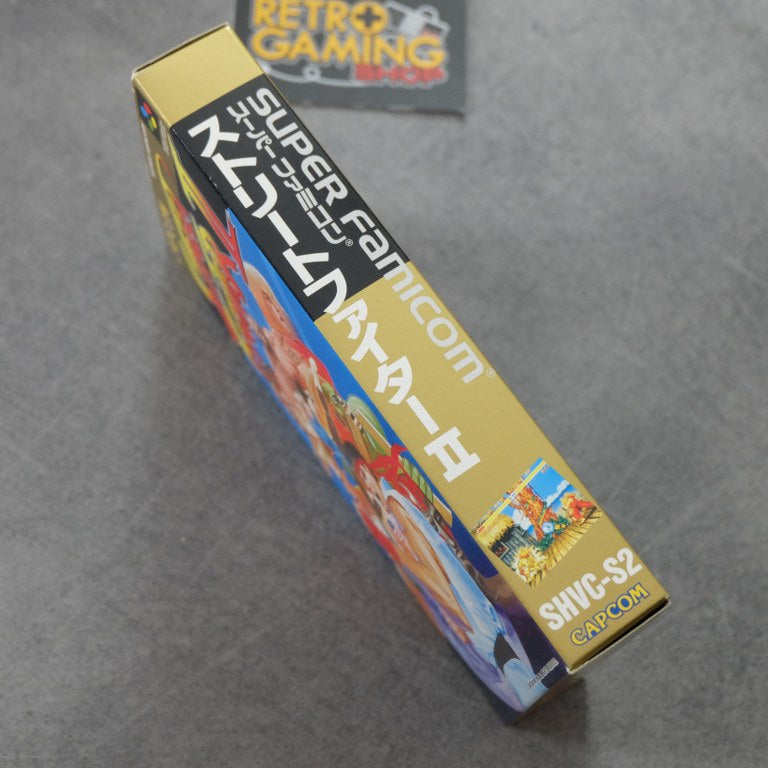 RETRO
GAMING
SHOP
SUPER FAMICOM®
スーパーファミコン®
ストリートファイターII
SHVC-S2
CAPCOM